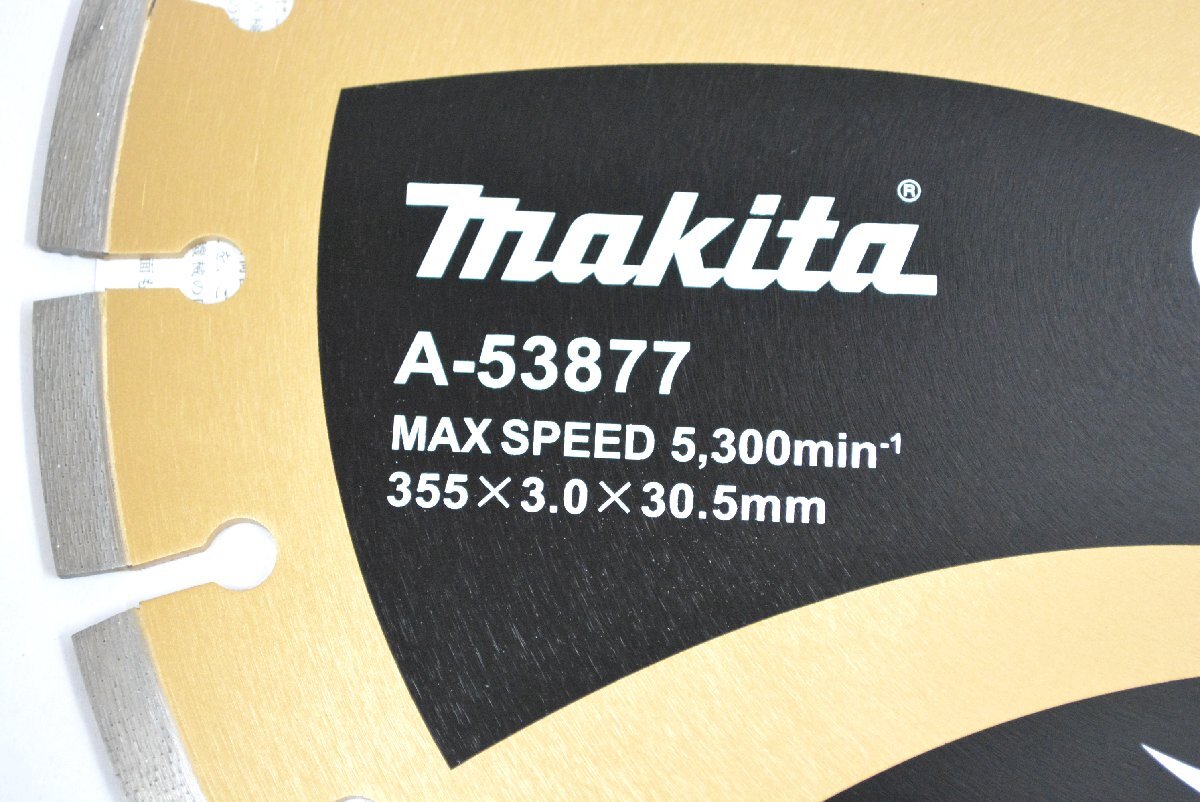 makita®
A-53877
MAX SPEED 5,300min⁻¹
355×3.0×30.5mm